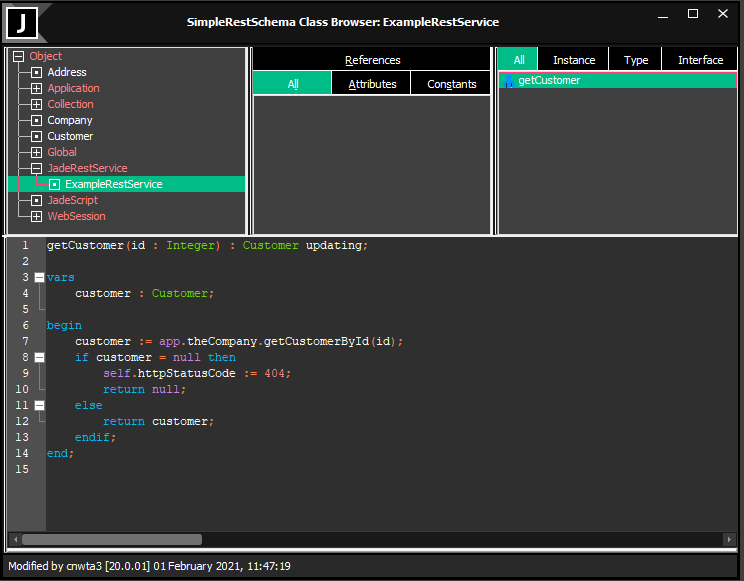 J
SimpleRestSchema Class Browser: ExampleRestService
Object
Address
Application
Collection
Company
Customer
Global
JadeRestService
ExampleRestService
JadeScript
WebSession
References
All Attributes Constants
All Instance Type Interface
getCustomer
1 getCustomer(id : Integer) : Customer updating;
2
3 vars
4 customer : Customer;
5
6 begin
7 customer := app.theCompany.getCustomerById(id);
8 if customer = null then
9 self.httpStatusCode := 404;
10 return null;
11 else
12 return customer;
13 endif;
14 end;
15
Modified by cnwta3 [20.0.01] 01 February 2021, 11:47:19